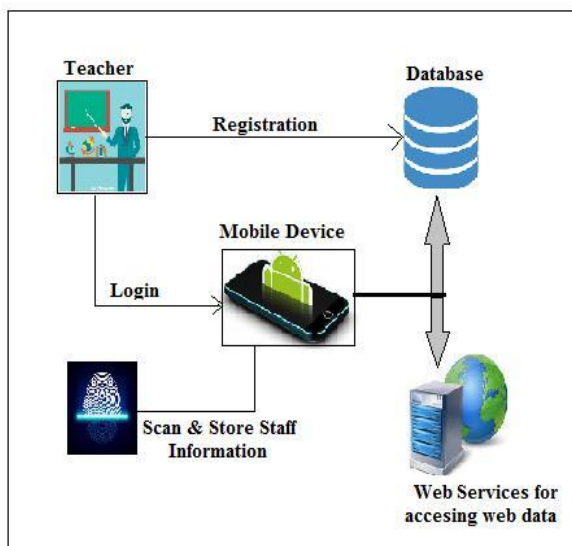 Teacher
Database
Registration
Mobile Device
Login
Scan & Store Staff
Information
Web Services for
accesing web data